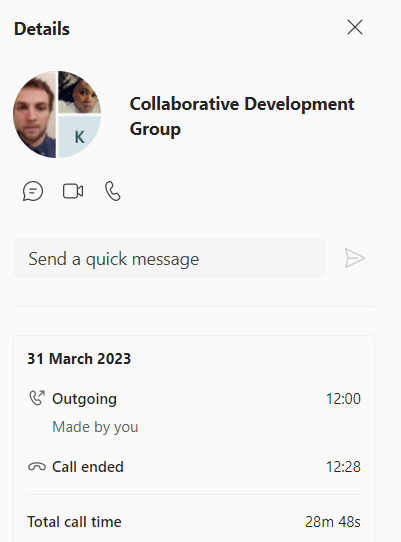 Details
K
Collaborative Development
Group
Send a quick message
31 March 2023
Outgoing 12:00
Made by you
Call ended 12:28
Total call time 28m 48s